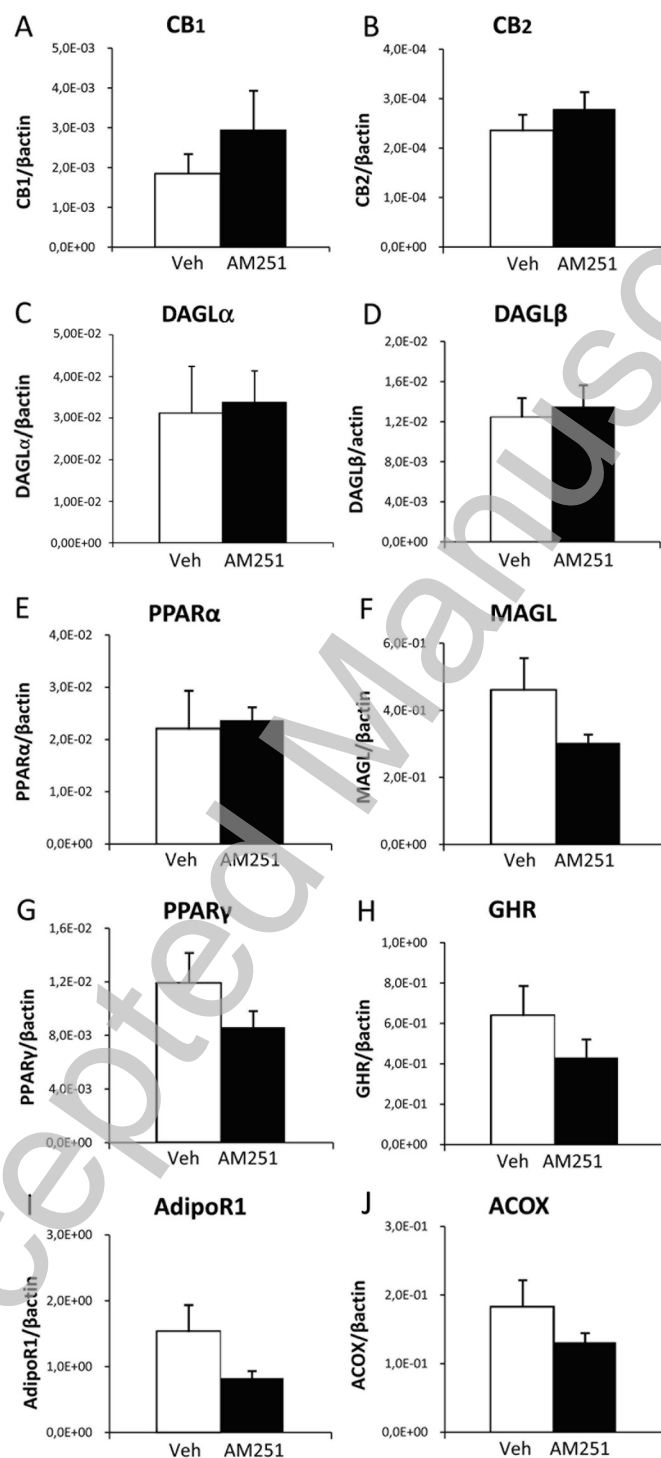 A
CB1
5,0E-03
4,0E-03
3,0E-03
2,0E-03
1,0E-03
0,0E+00
CB1/βactin
Veh AM251
B
CB2
4,0E-04
3,0E-04
2,0E-04
1,0E-04
0,0E+00
CB2/βactin
Veh AM251
C
DAGLα
5,00E-02
4,00E-02
3,00E-02
2,00E-02
1,00E-02
0,00E+00
DAGLα/βactin
Veh AM251
D
DAGLβ
2,0E-02
1,6E-02
1,2E-02
8,0E-03
4,0E-03
0,0E+00
DAGLβ/actin
Veh AM251
E
PPARα
4,0E-02
3,0E-02
2,0E-02
1,0E-02
0,0E+00
PPARα/βactin
Veh AM251
F
MAGL
6,0E-01
4,0E-01
2,0E-01
0,0E+00
MAGL/βactin
Veh AM251
G
PPARγ
1,6E-02
1,2E-02
8,0E-03
4,0E-03
0,0E+00
PPARγ/βactin
Veh AM251
H
GHR
1,0E+00
8,0E-01
6,0E-01
4,0E-01
2,0E-01
0,0E+00
GHR/βactin
Veh AM251
I
AdipoR1
3,0E+00
2,0E+00
1,0E+00
0,0E+00
AdipoR1/βactin
Veh AM251
J
ACOX
3,0E-01
2,0E-01
1,0E-01
0,0E+00
ACOX/βactin
Veh AM251
cepted Manusc